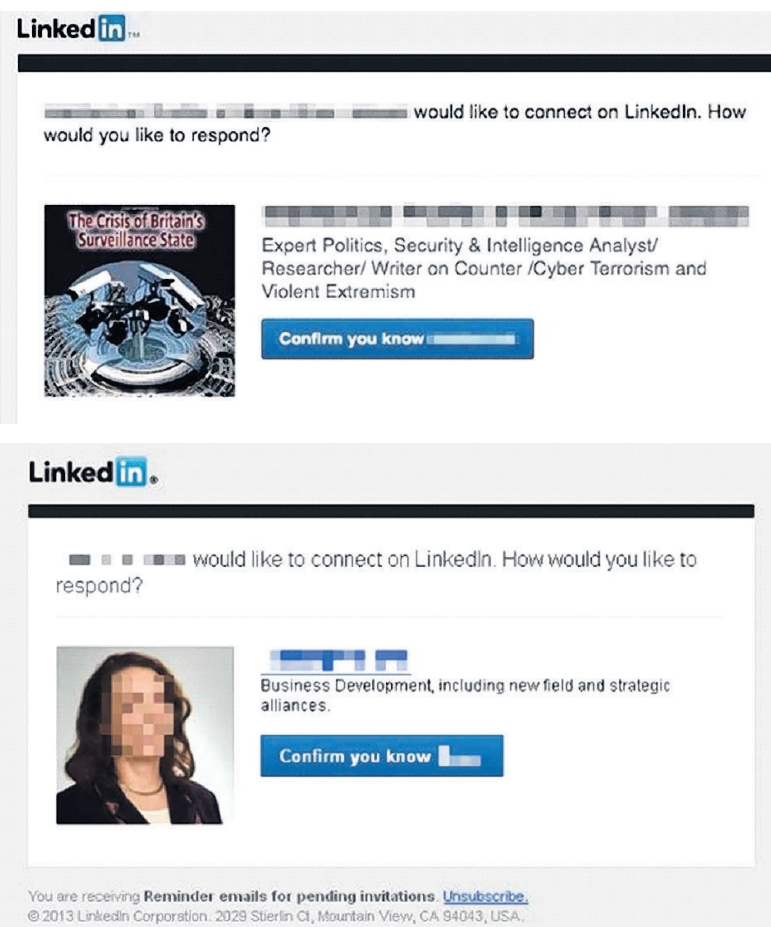 Linked in ™
would like to connect on LinkedIn. How
would you like to respond?
The Crisis of Britain's
Surveillance State
Expert Politics, Security & Intelligence Analyst/
Researcher/ Writer on Counter /Cyber Terrorism and
Violent Extremism
Confirm you know
Linked in ®
would like to connect on LinkedIn. How would you like to
respond?
Business Development, including new field and strategic
alliances.
Confirm you know
You are receiving Reminder emails for pending invitations. Unsubscribe.
© 2013 LinkedIn Corporation. 2029 Stierlin Ct, Mountain View, CA 94043, USA.